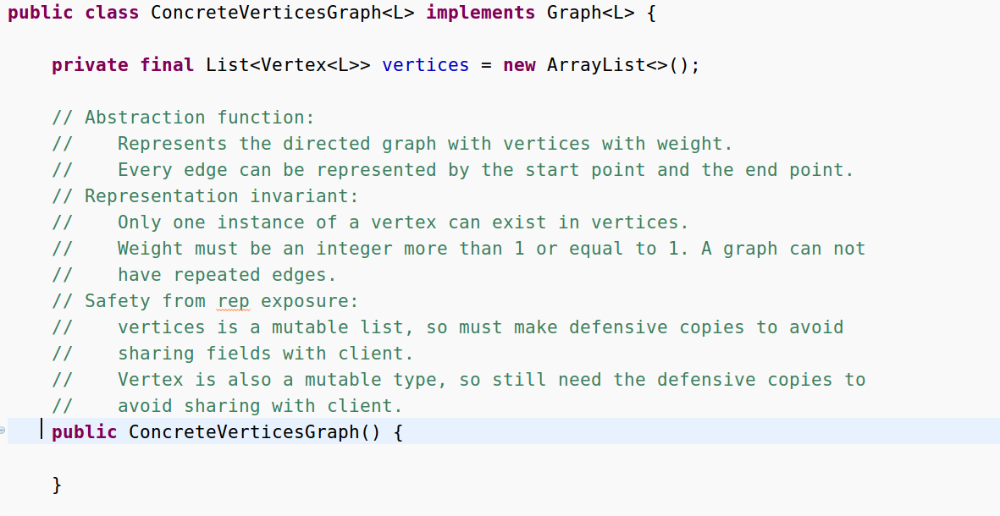 public class ConcreteVerticesGraph<L> implements Graph<L> {
private final List<Vertex<L>> vertices = new ArrayList<>();
// Abstraction function:
//    Represents the directed graph with vertices with weight.
//    Every edge can be represented by the start point and the end point.
// Representation invariant:
//    Only one instance of a vertex can exist in vertices.
//    Weight must be an integer more than 1 or equal to 1. A graph can not
//    have repeated edges.
// Safety from rep exposure:
//    vertices is a mutable list, so must make defensive copies to avoid
//    sharing fields with client.
//    Vertex is also a mutable type, so still need the defensive copies to
//    avoid sharing with client.
public ConcreteVerticesGraph() {
}